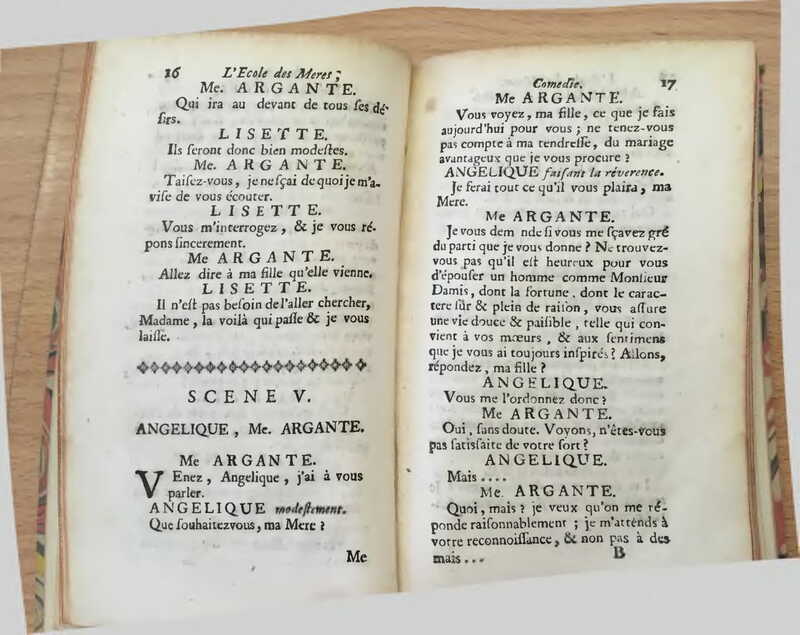 16 L'Ecole des Meres ;
Me. ARGANTE.
Qui ira au devant de tous ſes dé-
ſirs.
LISETTE.
Ils ſeront donc bien modeſtes.
Me. ARGANTE.
Taiſez-vous, je ne ſçai de quoi je m'a-
viſe de vous écouter.
LISETTE.
Vous m'interrogez, & je vous ré-
pons ſincerement.
Me ARGANTE.
Allez dire à ma fille qu'elle vienne.
LISETTE.
Il n'eſt pas beſoin de l'aller chercher,
Madame, la voilà qui paſſe & je vous
laiſſe.
SCENE V.
ANGELIQUE, Me. ARGANTE.
Me ARGANTE.
VEnez, Angelique, j'ai à vous
parler.
ANGELIQUE modeſtement.
Que ſouhaitez vous, ma Mere ?
Me
Comedie. 17
Me ARGANTE.
Vous voyez, ma fille, ce que je fais
aujourd'hui pour vous ; ne tenez-vous
pas compte à ma tendreſſe, du mariage
avantageux que je vous procure ?
ANGELIQUE faiſant la réverence.
Je ferai tout ce qu'il vous plaira, ma
Mere.
Me ARGANTE.
Je vous dem nde ſi vous me ſçavez gré
du parti que je vous donne ? Ne trouvez-
vous pas qu'il eſt heureux pour vous
d'épouſer un homme comme Monſieur
Damis, dont la fortune, dont le carac-
tere ſûr & plein de raiſon, vous aſſure
une vie douce & paiſible, telle qui con-
vient à vos mœurs, & aux ſentimens
que je vous ai toujours inſpirés ? Allons,
répondez, ma fille ?
ANGELIQUE.
Vous me l'ordonnez donc ?
Me ARGANTE.
Oui, ſans doute. Voyons, n'êtes-vous
pas ſatisfaite de votre ſort ?
ANGELIQUE.
Mais....
Me. ARGANTE.
Quoi, mais ? je veux qu'on me ré-
ponde raiſonnablement ; je m'attends à
votre reconnoiſſance, & non pas à des
mais...
B